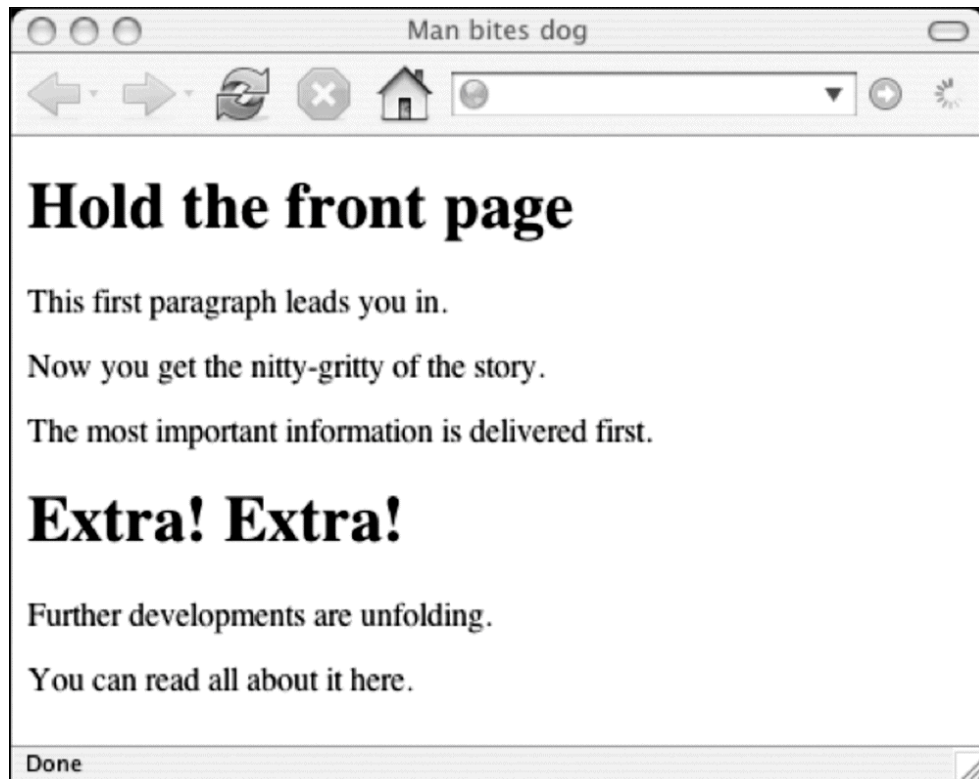 Man bites dog
Hold the front page
This first paragraph leads you in.
Now you get the nitty-gritty of the story.
The most important information is delivered first.
Extra! Extra!
Further developments are unfolding.
You can read all about it here.
Done